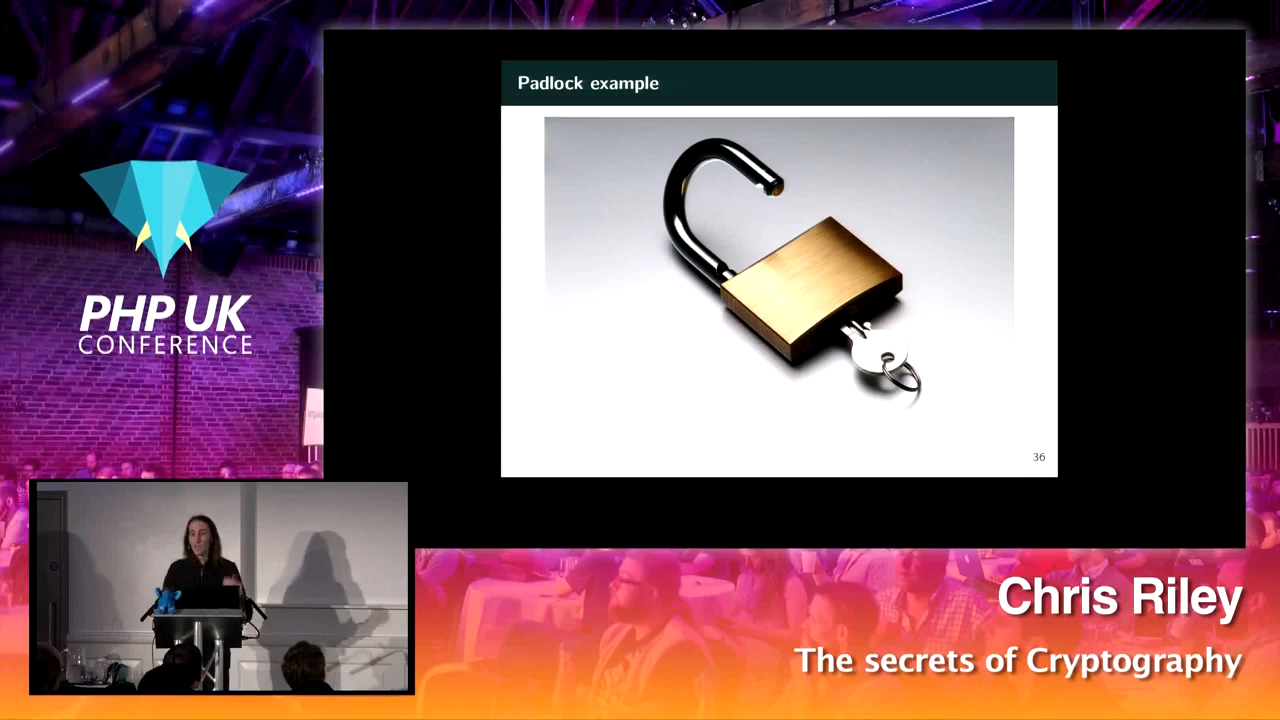 Padlock example
36
PHP UK
CONFERENCE
Chris Riley
The secrets of Cryptography